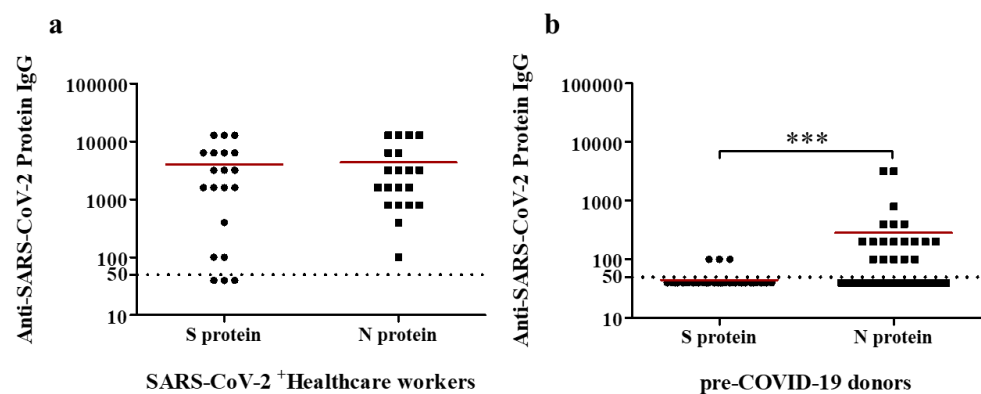 a
b
Anti-SARS-CoV-2 Protein IgG
100000
10000
1000
100
50
10
S protein
N protein
SARS-CoV-2 +Healthcare workers
Anti-SARS-CoV-2 Protein IgG
100000
10000
1000
100
50
10
***
S protein
N protein
pre-COVID-19 donors